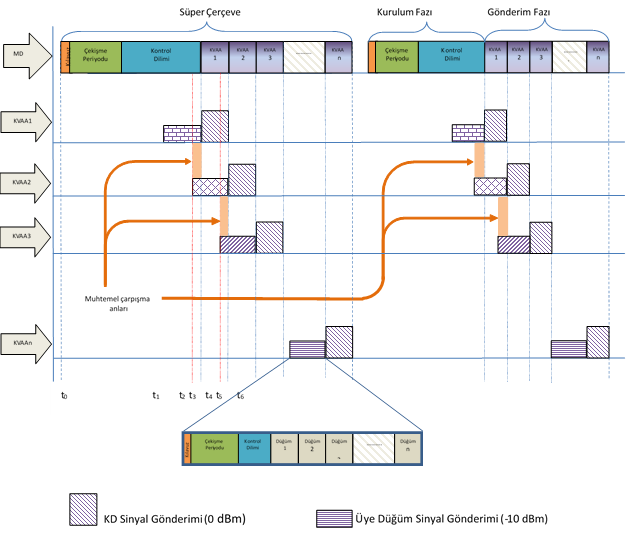 Süper Çerçeve
Kurulum Fazı
Gönderim Fazı
MD
Kılavuz
Çekişme
Periyodu
Kontrol
Dilimi
KVAA
1
KVAA
2
KVAA
3
KVAA
n
Çekişme
Periyodu
Kontrol
Dilimi
KVAA
1
KVAA
2
KVAA
3
KVAA
n
KVAA1
KVAA2
KVAA3
Muhtemel çarpışma
anları
KVAAn
t0 t1 t2 t3 t4 t5 t6
Kılavuz
Çekişme
Periyodu
Kontrol
Dilimi
Düğüm
1
Düğüm
2
Düğüm
Düğüm
n
KD Sinyal Gönderimi (0 dBm)
Üye Düğüm Sinyal Gönderimi (-10 dBm)